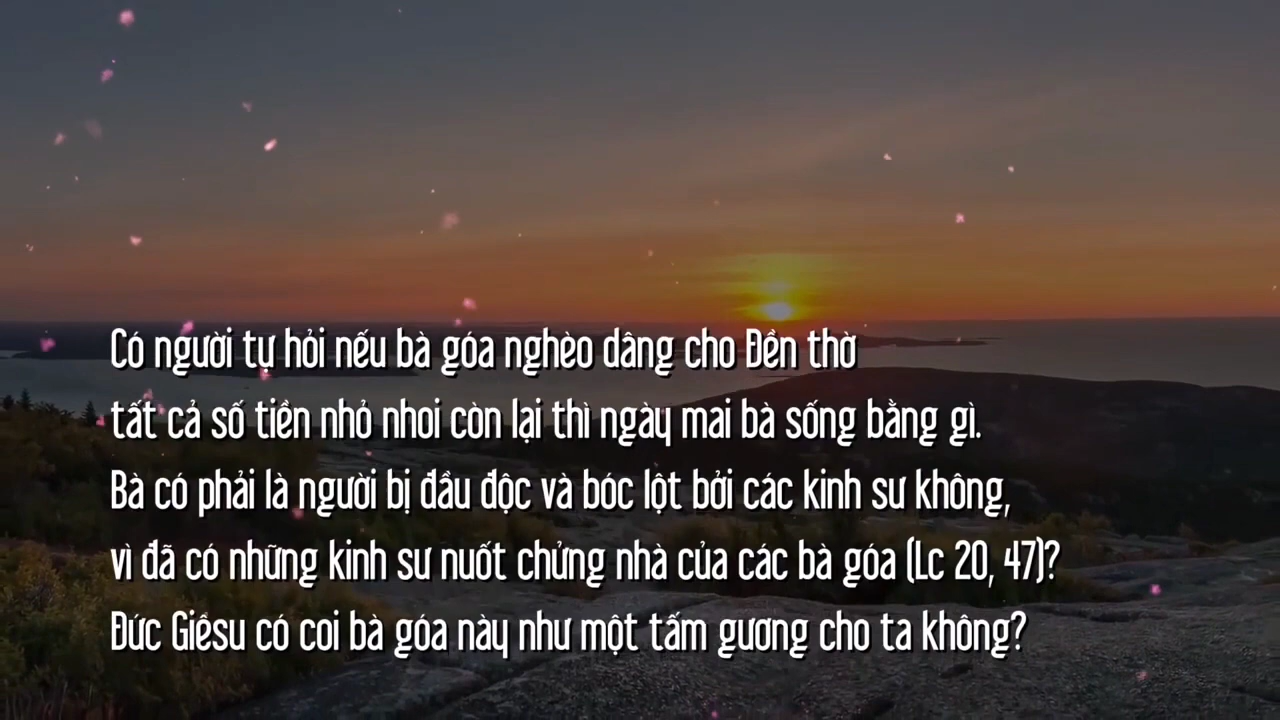 Có người tự hỏi nếu bà góa nghèo dâng cho Đền thờ
tất cả số tiền nhỏ nhoi còn lại thì ngày mai bà sống bằng gì.
Bà có phải là người bị đầu độc và bóc lột bởi các kinh sư không,
vì đã có những kinh sư nuốt chửng nhà của các bà góa (Lc 20, 47)?
Đức Giêsu có coi bà góa này như một tấm gương cho ta không?